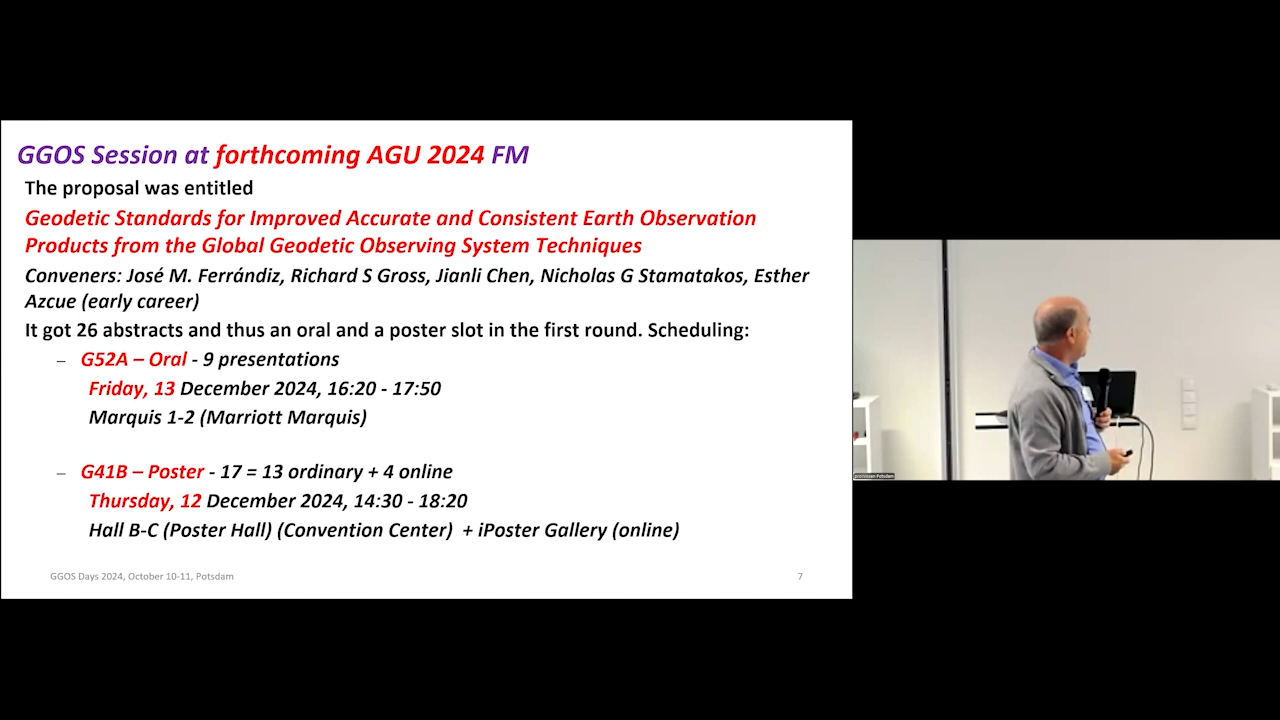 GGOS Session at forthcoming AGU 2024 FM
The proposal was entitled
Geodetic Standards for Improved Accurate and Consistent Earth Observation
Products from the Global Geodetic Observing System Techniques
Conveners: José M. Ferrándiz, Richard S Gross, Jianli Chen, Nicholas G Stamatakos, Esther
Azcue (early career)
It got 26 abstracts and thus an oral and a poster slot in the first round. Scheduling:
– G52A – Oral - 9 presentations
Friday, 13 December 2024, 16:20 - 17:50
Marquis 1-2 (Marriott Marquis)
– G41B – Poster - 17 = 13 ordinary + 4 online
Thursday, 12 December 2024, 14:30 - 18:20
Hall B-C (Poster Hall) (Convention Center) + iPoster Gallery (online)
GGOS Days 2024, October 10-11, Potsdam
7
Potsdam